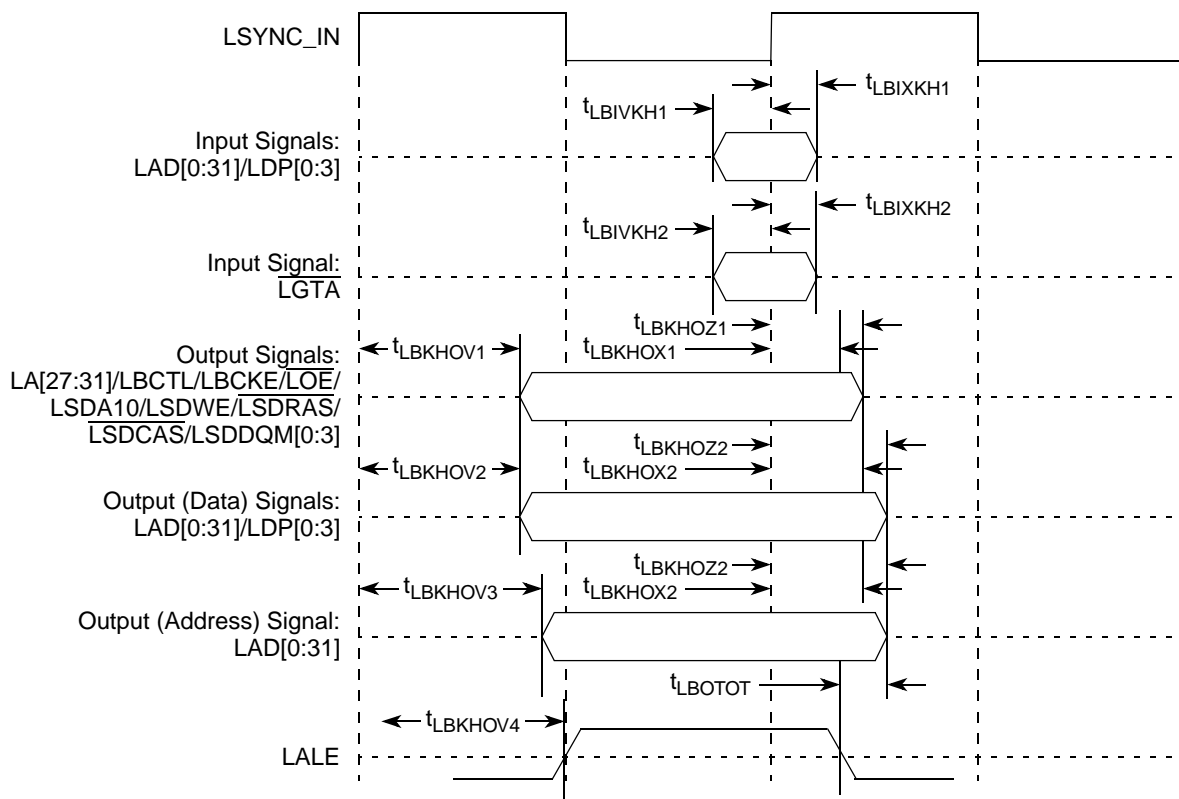 LSYNC_IN
tLBIXKH1
tLBIVKH1
Input Signals:
LAD[0:31]/LDP[0:3]
tLBIXKH2
tLBIVKH2
Input Signal:
LGTA
tLBKHOZ1
tLBKHOV1
tLBKHOX1
Output Signals:
LA[27:31]/LBCTL/LBCKE/LOE/
LSDA10/LSDWE/LSDRAS/
LSDCAS/LSDDQM[0:3]
tLBKHOZ2
tLBKHOV2
tLBKHOX2
Output (Data) Signals:
LAD[0:31]/LDP[0:3]
tLBKHOZ2
tLBKHOV3
tLBKHOX2
Output (Address) Signal:
LAD[0:31]
tLBOTOT
tLBKHOV4
LALE